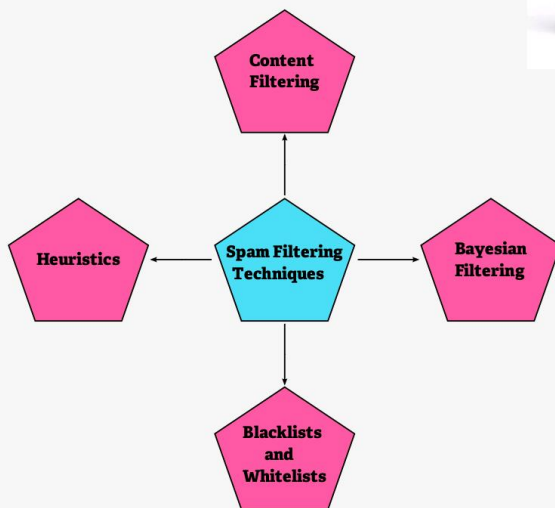 Content
Filtering
Heuristics
Spam Filtering
Techniques
Bayesian
Filtering
Blacklists
and
Whitelists